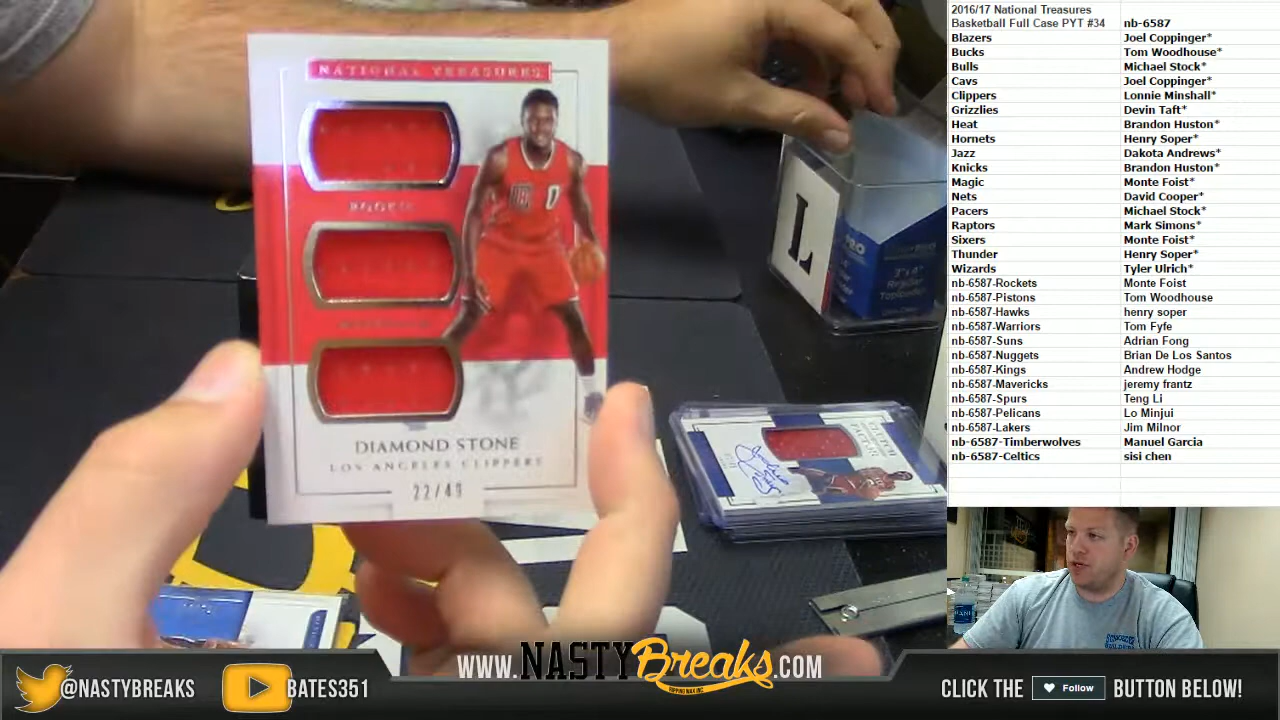 NATIONAL TREASURES
ROOKIE
DIAMOND STONE
LOS ANGELES CLIPPERS
22/49
0
L
3"x4"
Regular
Toploader
2016/17 National Treasures
Basketball Full Case PYT #34 nb-6587
Blazers Joel Coppinger*
Bucks Tom Woodhouse*
Bulls Michael Stock*
Cavs Joel Coppinger*
Clippers Lonnie Minshall*
Grizzlies Devin Taft*
Heat Brandon Huston*
Hornets Henry Soper*
Jazz Dakota Andrews*
Knicks Brandon Huston*
Magic Monte Foist*
Nets David Cooper*
Pacers Michael Stock*
Raptors Mark Simons*
Sixers Monte Foist*
Thunder Henry Soper*
Wizards Tyler Ulrich*
nb-6587-Rockets Monte Foist
nb-6587-Pistons Tom Woodhouse
nb-6587-Hawks henry soper
nb-6587-Warriors Tom Fyfe
nb-6587-Suns Adrian Fong
nb-6587-Nuggets Brian De Los Santos
nb-6587-Kings Andrew Hodge
nb-6587-Mavericks jeremy frantz
nb-6587-Spurs Teng Li
nb-6587-Pelicans Lo Minjui
nb-6587-Lakers Jim Milnor
nb-6587-Timberwolves Manuel Garcia
nb-6587-Celtics sisi chen
@NASTYBREAKS
BATES351
WWW.NASTYBreaks.COM
CLICK THE Follow BUTTON BELOW!